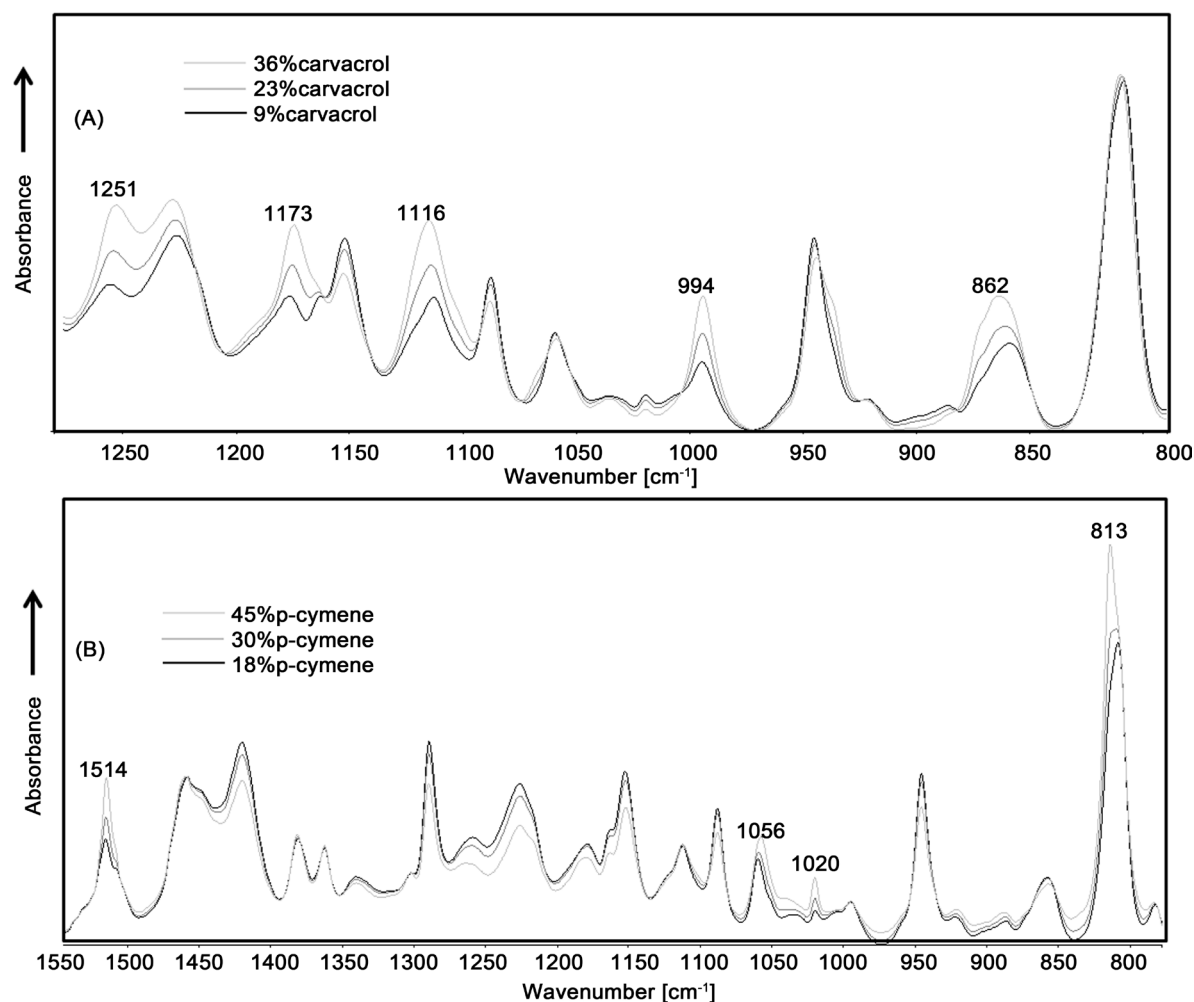 36%carvacrol
23%carvacrol
9%carvacrol
(A)
Absorbance
1251
1173
1116
994
862
1250 1200 1150 1100 1050 1000 950 900 850 800
Wavenumber [cm⁻¹]
45%p-cymene
30%p-cymene
18%p-cymene
(B)
Absorbance
1514
1056
1020
813
1550 1500 1450 1400 1350 1300 1250 1200 1150 1100 1050 1000 950 900 850 800
Wavenumber [cm⁻¹]